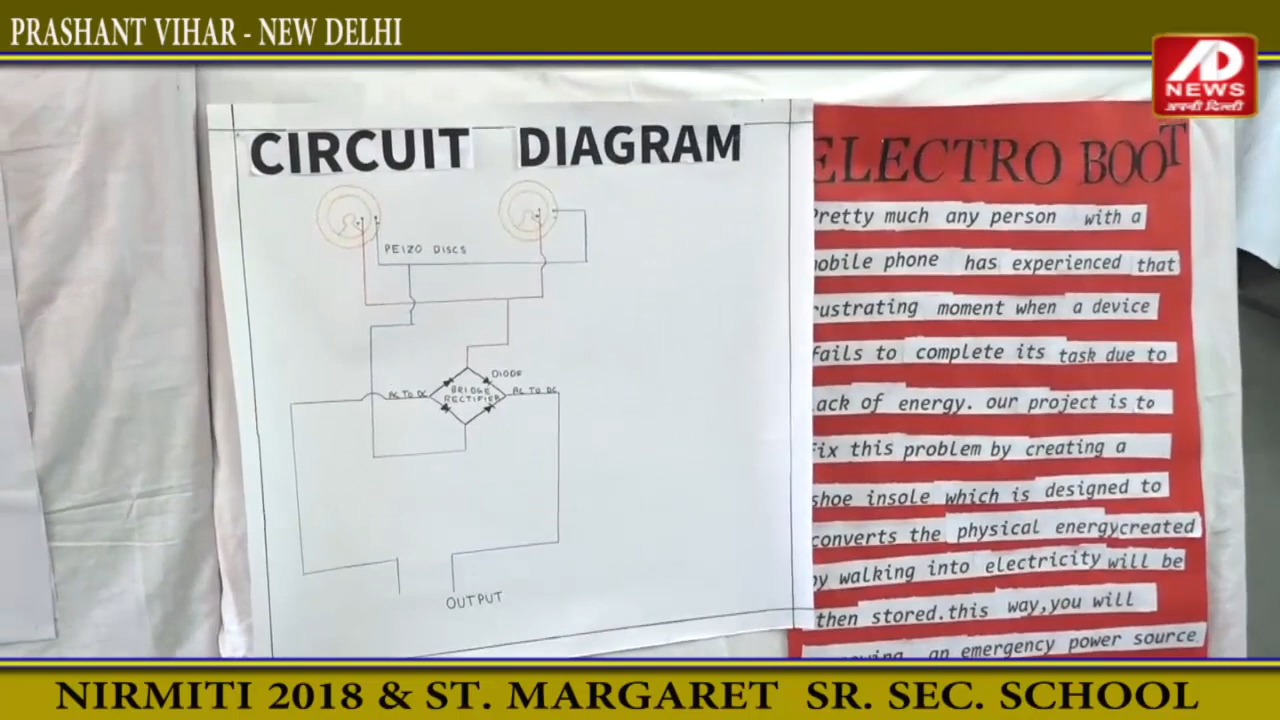 PRASHANT VIHAR - NEW DELHI
AD
NEWS
अपनी दिल्ली
CIRCUIT DIAGRAM
PEIZO DISCS
DIODE
BRIDGE
RECTIFIER
AC TO DC
AC TO DC
OUTPUT
ELECTRO BOOT
Pretty much any person with a
mobile phone has experienced that
rustrating moment when a device
fails to complete its task due to
lack of energy. our project is to
Fix this problem by creating a
shoe insole which is designed to
converts the physical energycreated
by walking into electricity will be
then stored.this way,you will
an emergency power source
NIRMITI 2018 & ST. MARGARET SR. SEC. SCHOOL